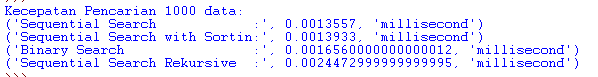 Kecepatan Pencarian 1000 data:
('Sequential Search             :', 0.0013557, 'millisecond')
('Sequential Search with Sortin:', 0.0013933, 'millisecond')
('Binary Search                 :', 0.0016560000000000012, 'millisecond')
('Sequential Search Rekursive  :', 0.0024472999999999995, 'millisecond')
```